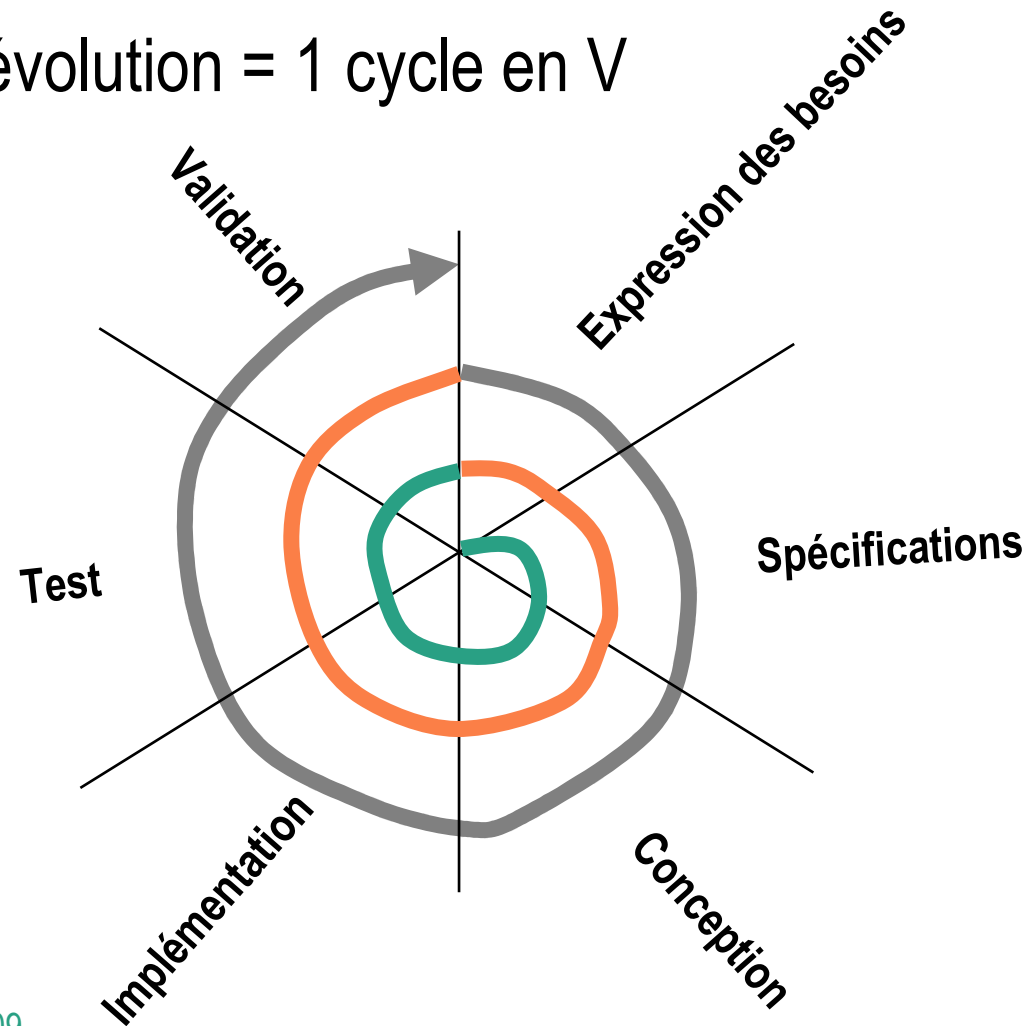 évolution = 1 cycle en V
Validation
Expression des besoins
Spécifications
Test
Implémentation
Conception